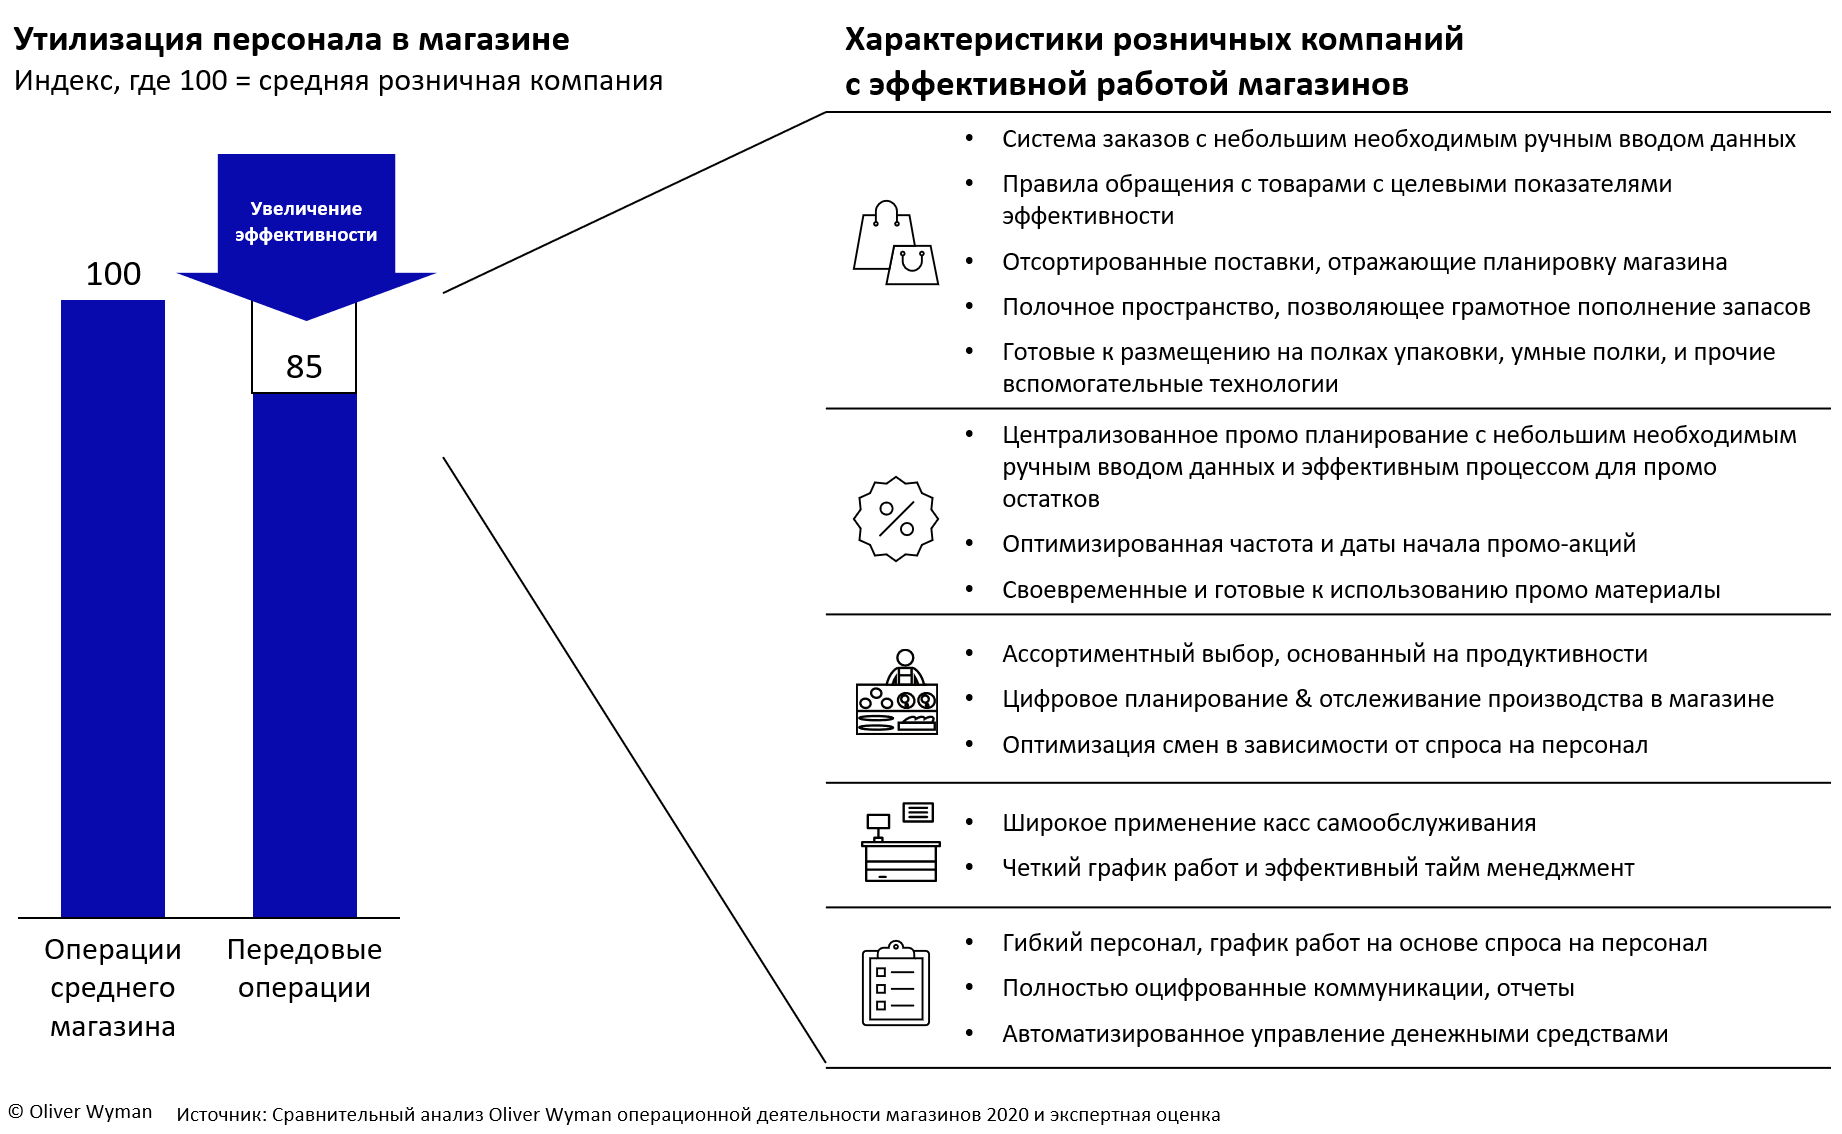 Утилизация персонала в магазине
Индекс, где 100 = средняя розничная компания
Увеличение
эффективности
100
85
Операции
среднего
магазина
Передовые
операции
Характеристики розничных компаний
с эффективной работой магазинов
• Система заказов с небольшим необходимым ручным вводом данных
• Правила обращения с товарами с целевыми показателями
эффективности
• Отсортированные поставки, отражающие планировку магазина
• Полочное пространство, позволяющее грамотное пополнение запасов
• Готовые к размещению на полках упаковки, умные полки, и прочие
вспомогательные технологии
• Централизованное промо планирование с небольшим необходимым
ручным вводом данных и эффективным процессом для промо
остатков
• Оптимизированная частота и даты начала промо-акций
• Своевременные и готовые к использованию промо материалы
• Ассортиментный выбор, основанный на продуктивности
• Цифровое планирование & отслеживание производства в магазине
• Оптимизация смен в зависимости от спроса на персонал
• Широкое применение касс самообслуживания
• Четкий график работ и эффективный тайм менеджмент
• Гибкий персонал, график работ на основе спроса на персонал
• Полностью оцифрованные коммуникации, отчеты
• Автоматизированное управление денежными средствами
© Oliver Wyman
Источник: Сравнительный анализ Oliver Wyman операционной деятельности магазинов 2020 и экспертная оценка